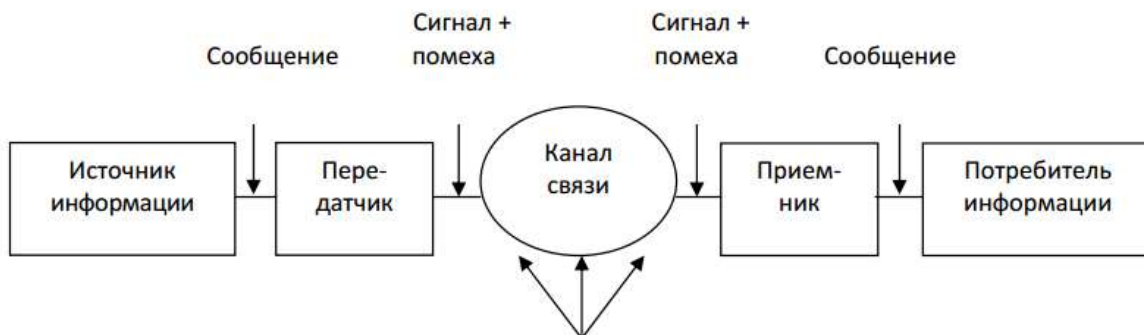 Сигнал +
помеха
Сигнал +
помеха
Сообщение
Сообщение
Источник
информации
Пере-
датчик
Канал
связи
Прием-
ник
Потребитель
информации